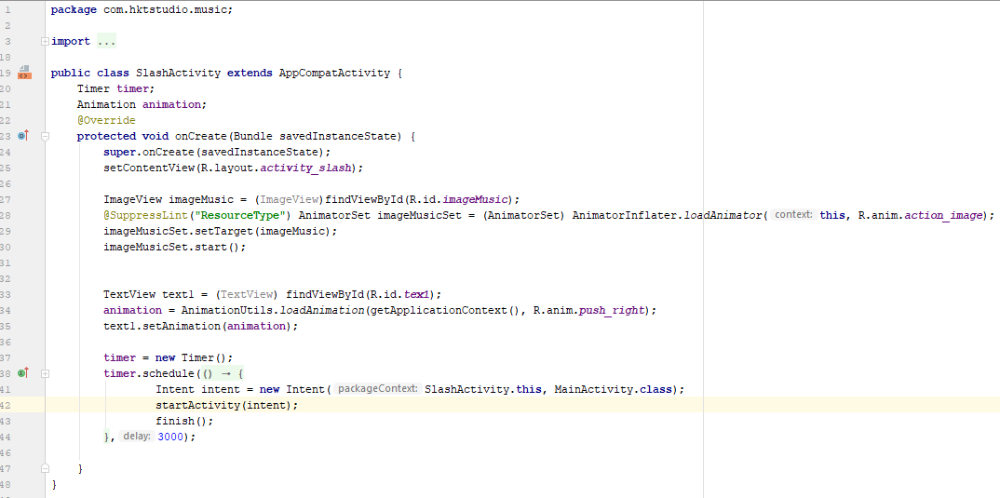 1 package com.hktstudio.music;
2
3 import ...
18
19 public class SlashActivity extends AppCompatActivity {
20 Timer timer;
21 Animation animation;
22 @Override
23 protected void onCreate(Bundle savedInstanceState) {
24 super.onCreate(savedInstanceState);
25 setContentView(R.layout.activity_slash);
26
27 ImageView imageMusic = (ImageView)findViewById(R.id.imageMusic);
28 @SuppressLint("ResourceType") AnimatorSet imageMusicSet = (AnimatorSet) AnimatorInflater.loadAnimator( context: this, R.anim.action_image);
29 imageMusicSet.setTarget(imageMusic);
30 imageMusicSet.start();
31
32
33 TextView text1 = (TextView) findViewById(R.id.tex1);
34 animation = AnimationUtils.loadAnimation(getApplicationContext(), R.anim.push_right);
35 text1.setAnimation(animation);
36
37 timer = new Timer();
38 timer.schedule(() → {
41 Intent intent = new Intent( packageContext: SlashActivity.this, MainActivity.class);
42 startActivity(intent);
43 finish();
44 }, delay: 3000);
46
47 }
48 }